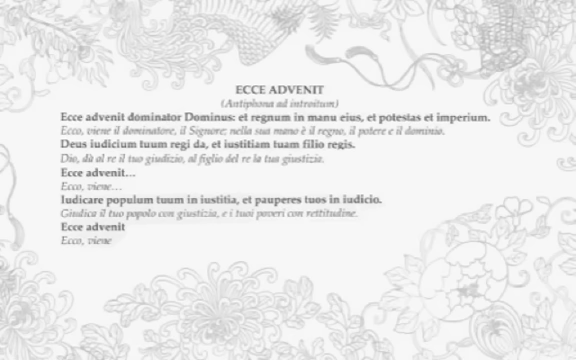 ECCE ADVENIT
(Antiphona ad introitum)
Ecce advenit dominator Dominus: et regnum in manu eius, et potestas et imperium.
Ecco, viene il dominatore, il Signore; nella sua mano è il regno, il potere e il dominio.
Deus iudicium tuum regi da, et iustitiam tuam filio regis.
Dio, dà al re il tuo giudizio, al figlio del re la tua giustizia.
Ecce advenit...
Ecco, viene...
Iudicare populum tuum in iustitia, et pauperes tuos in iudicio.
Giudica il tuo popolo con giustizia, e i tuoi poveri con rettitudine.
Ecce advenit
Ecco, viene